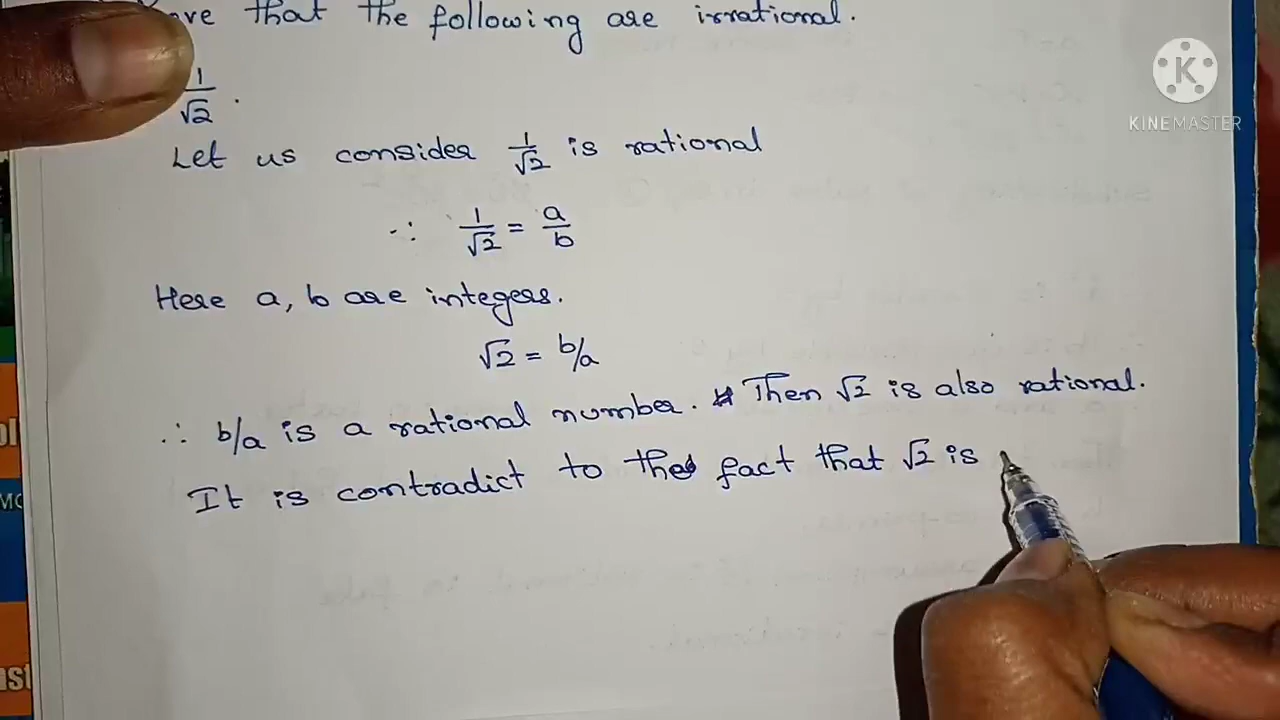 that the following are irrational.
1/√2 .
Let us consider 1/√2 is rational
∴ 1/√2 = a/b
Here a, b are integers.
√2 = b/a
∴ b/a is a rational number. Then √2 is also rational.
It is contradict to the fact that √2 is
KINEMASTER